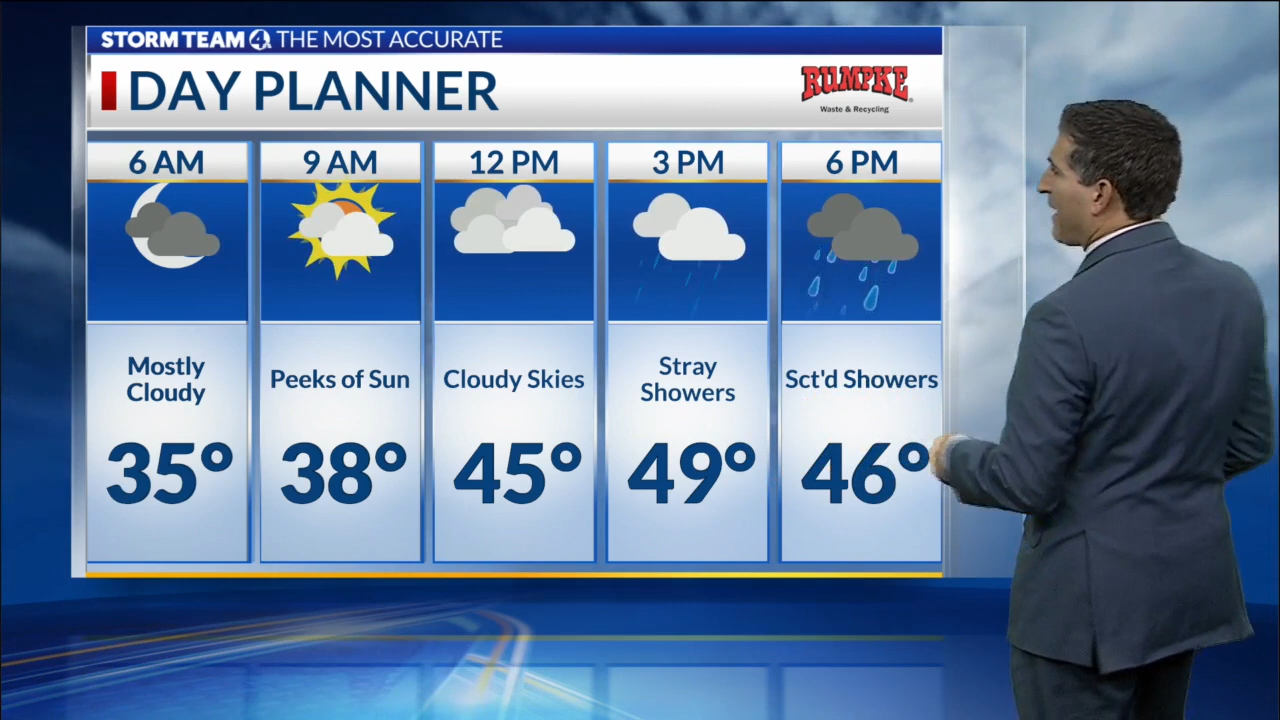 STORM TEAM 4 THE MOST ACCURATE
DAY PLANNER
RUMPKE
Waste & Recycling
6 AM
9 AM
12 PM
3 PM
6 PM
Mostly
Cloudy
Peeks of Sun
Cloudy Skies
Stray
Showers
Sct'd Showers
35°
38°
45°
49°
46°